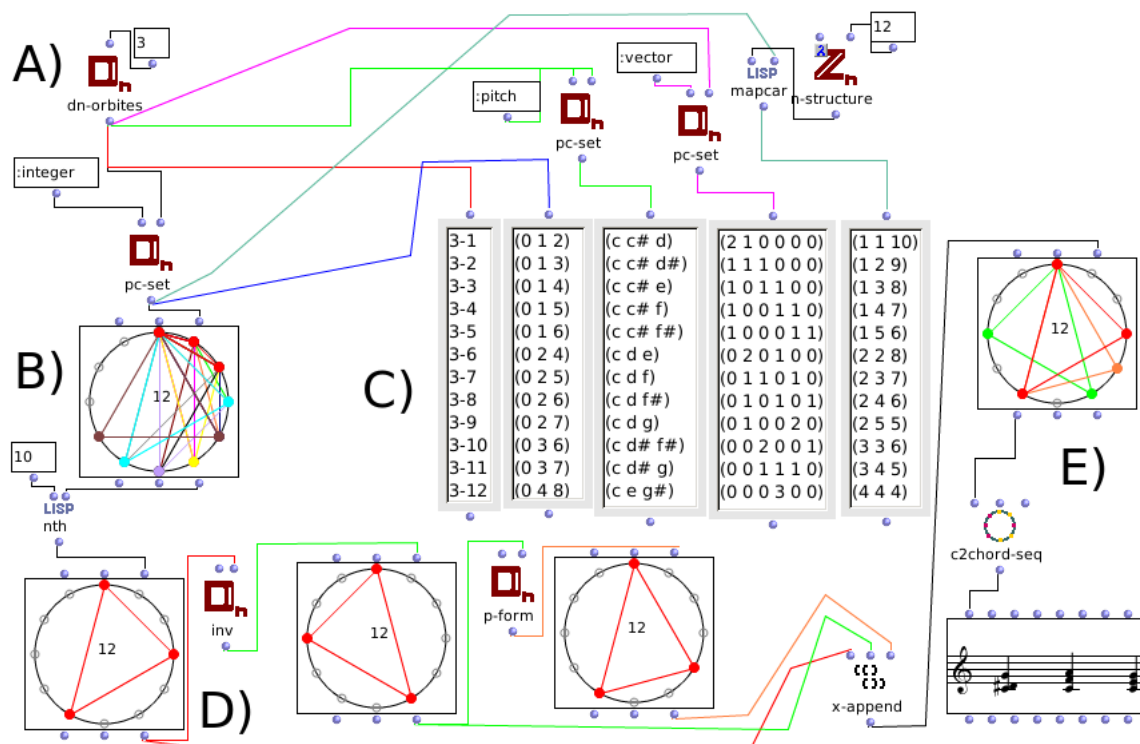 A)
3
dn-orbites
:integer
pc-set
:pitch
pc-set
:vector
pc-set
LISP
mapcar
λ
n
n-structure
12
B)
12
10
LISP
nth
C)
3-1 (0 1 2) (c c# d) (2 1 0 0 0 0) (1 1 10)
3-2 (0 1 3) (c c# d#) (1 1 1 0 0 0) (1 2 9)
3-3 (0 1 4) (c c# e) (1 0 1 1 0 0) (1 3 8)
3-4 (0 1 5) (c c# f) (1 0 0 1 1 0) (1 4 7)
3-5 (0 1 6) (c c# f#) (1 0 0 0 1 1) (1 5 6)
3-6 (0 2 4) (c d e) (0 2 0 1 0 0) (2 2 8)
3-7 (0 2 5) (c d f) (0 1 1 0 1 0) (2 3 7)
3-8 (0 2 6) (c d f#) (0 1 0 1 0 1) (2 4 6)
3-9 (0 2 7) (c d g) (0 1 0 0 2 0) (2 5 5)
3-10 (0 3 6) (c d# f#) (0 0 2 0 0 1) (3 3 6)
3-11 (0 3 7) (c d# g) (0 0 1 1 1 0) (3 4 5)
3-12 (0 4 8) (c e g#) (0 0 0 3 0 0) (4 4 4)
12
E)
c2chord-seq
12
inv
12
p-form
12
D)
x-append